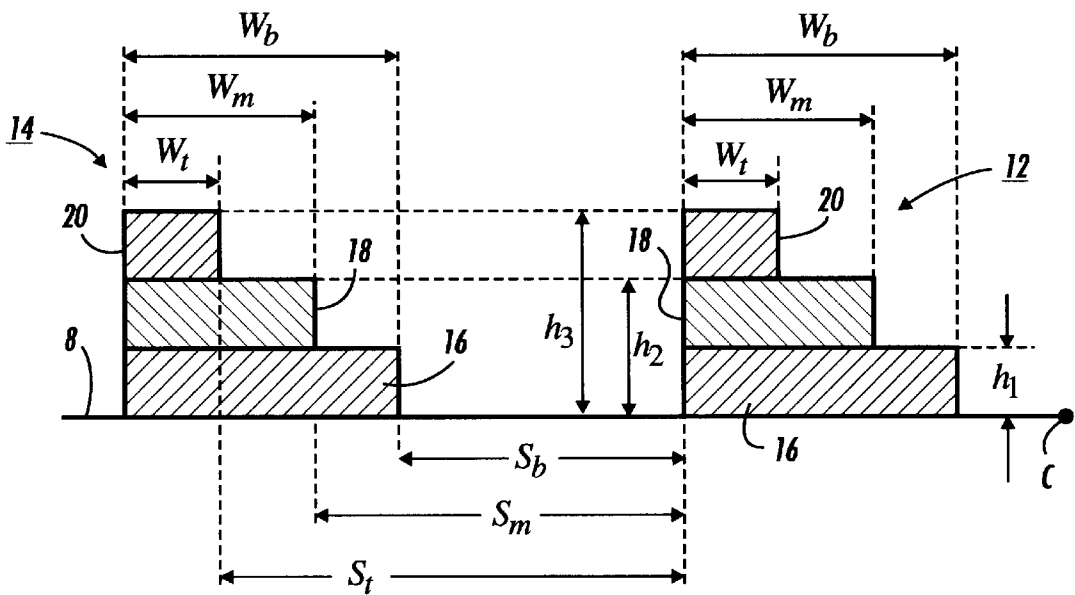 W_b W_b
W_m W_m
14 W_t W_t 12
20 18 h_3 18 20
8 16 h_2 h_1
16
S_b C
S_m
S_t